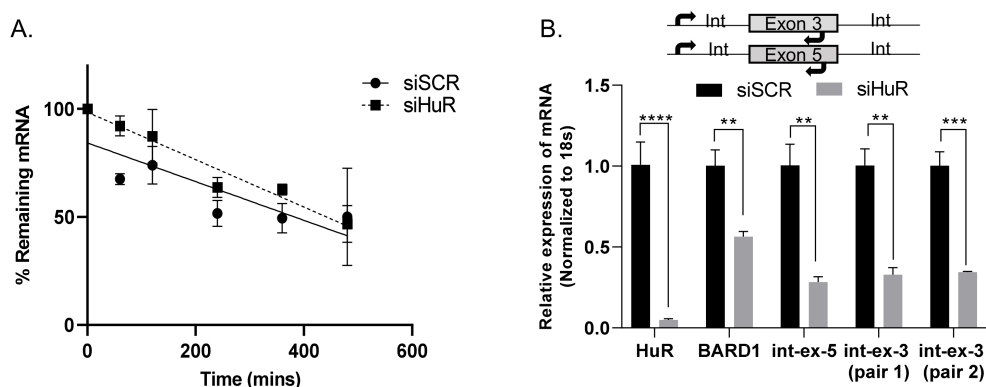 A.
% Remaining mRNA
100
50
0
0 200 400 600
Time (mins)
siSCR
siHuR
B.
Int Exon 3 Int
Int Exon 5 Int
siSCR siHuR
Relative expression of mRNA
(Normalized to 18s)
1.5
1.0
0.5
0.0
**** ** ** ** ***
HuR BARD1 int-ex-5 int-ex-3 int-ex-3
(pair 1) (pair 2)